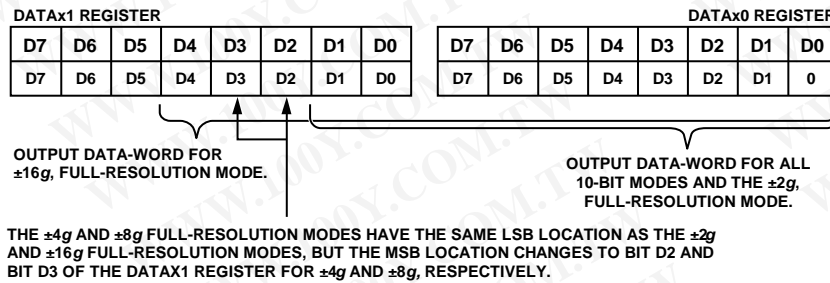 DATAx1 REGISTER
DATAx0 REGISTER
D7 D6 D5 D4 D3 D2 D1 D0
D7 D6 D5 D4 D3 D2 D1 D0
D7 D6 D5 D4 D3 D2 D1 D0
D7 D6 D5 D4 D3 D2 D1 0
OUTPUT DATA-WORD FOR
±16g, FULL-RESOLUTION MODE.
OUTPUT DATA-WORD FOR ALL
10-BIT MODES AND THE ±2g,
FULL-RESOLUTION MODE.
THE ±4g AND ±8g FULL-RESOLUTION MODES HAVE THE SAME LSB LOCATION AS THE ±2g
AND ±16g FULL-RESOLUTION MODES, BUT THE MSB LOCATION CHANGES TO BIT D2 AND
BIT D3 OF THE DATAX1 REGISTER FOR ±4g AND ±8g, RESPECTIVELY.
WWW.100Y.COM.TW